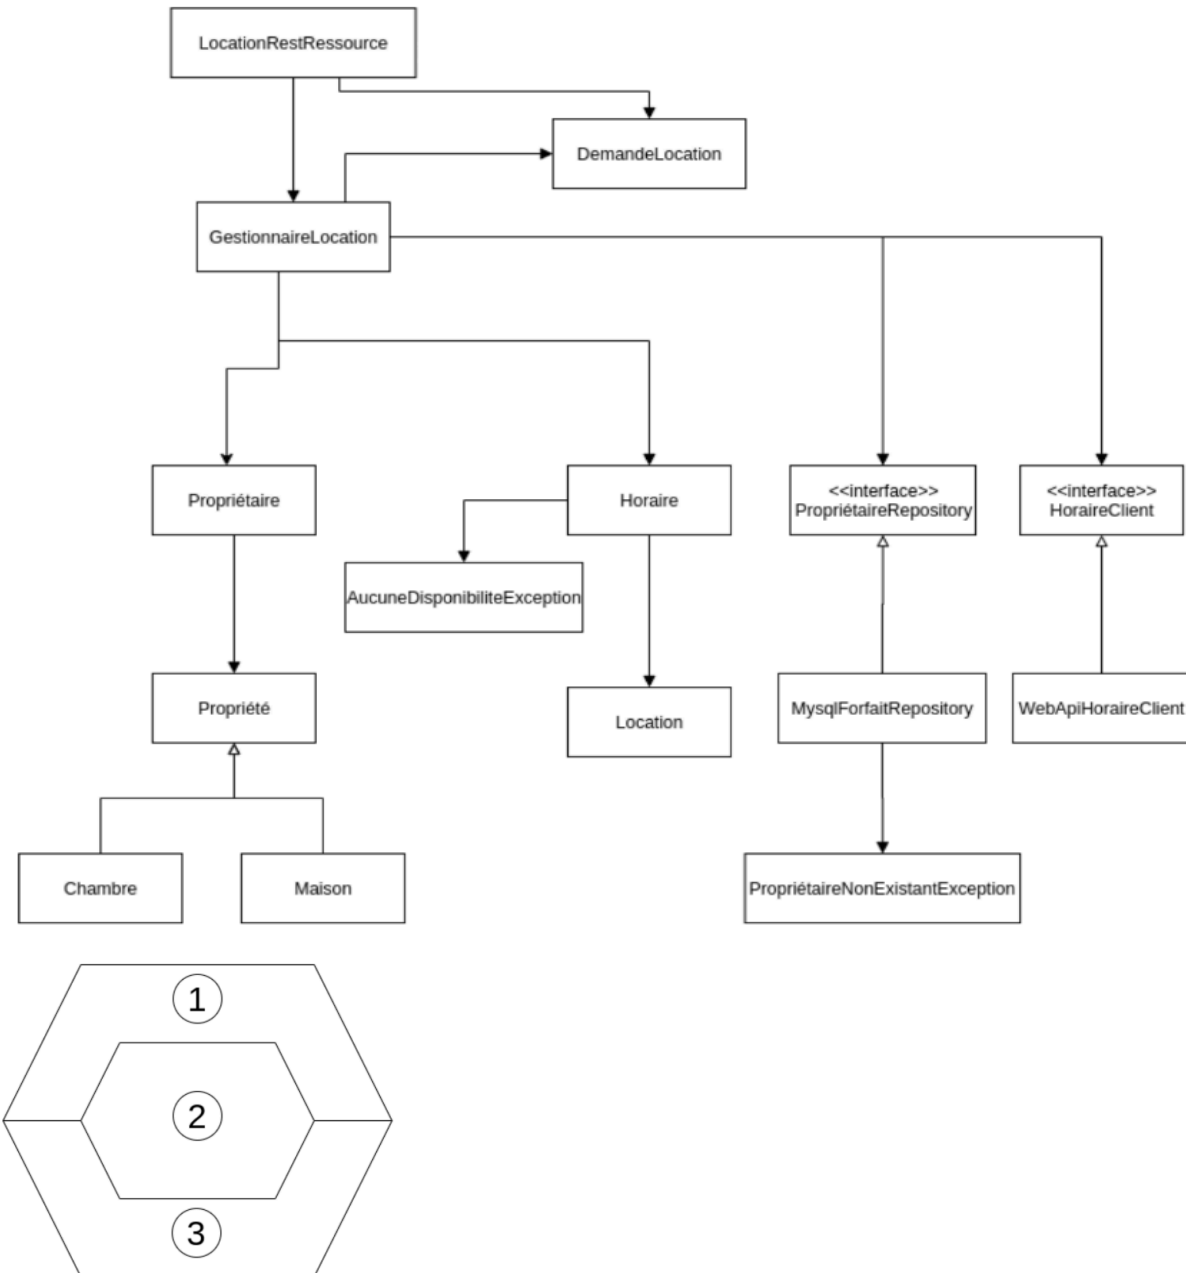 LocationRestRessource
DemandeLocation
GestionnaireLocation
Propriétaire
Horaire
<<interface>>
PropriétaireRepository
<<interface>>
HoraireClient
AucuneDisponibiliteException
Propriété
Location
MysqlForfaitRepository
WebApiHoraireClient
Chambre
Maison
PropriétaireNonExistantException
1
2
3